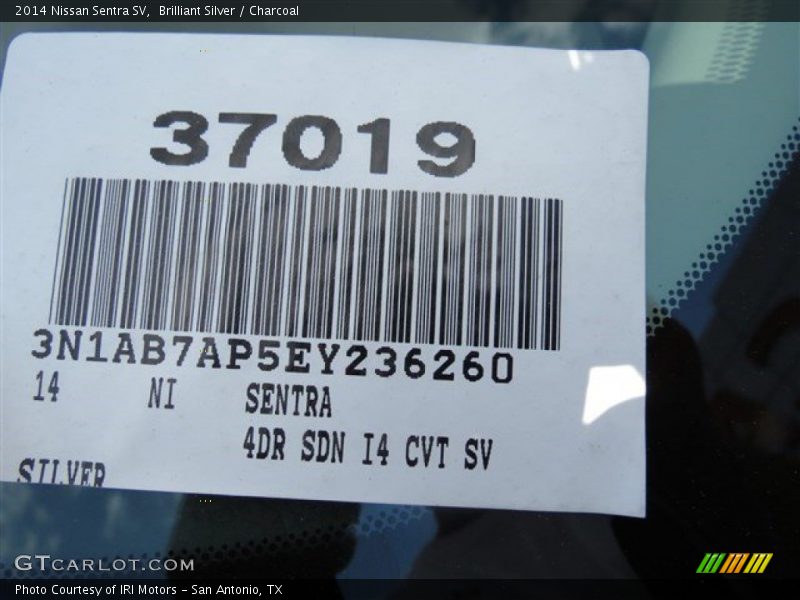 2014 Nissan Sentra SV, Brilliant Silver / Charcoal
37019
3N1AB7AP5EY236260
14 NI SENTRA
4DR SDN I4 CVT SV
SILVER
GTCARLOT.COM
Photo Courtesy of IRI Motors – San Antonio, TX